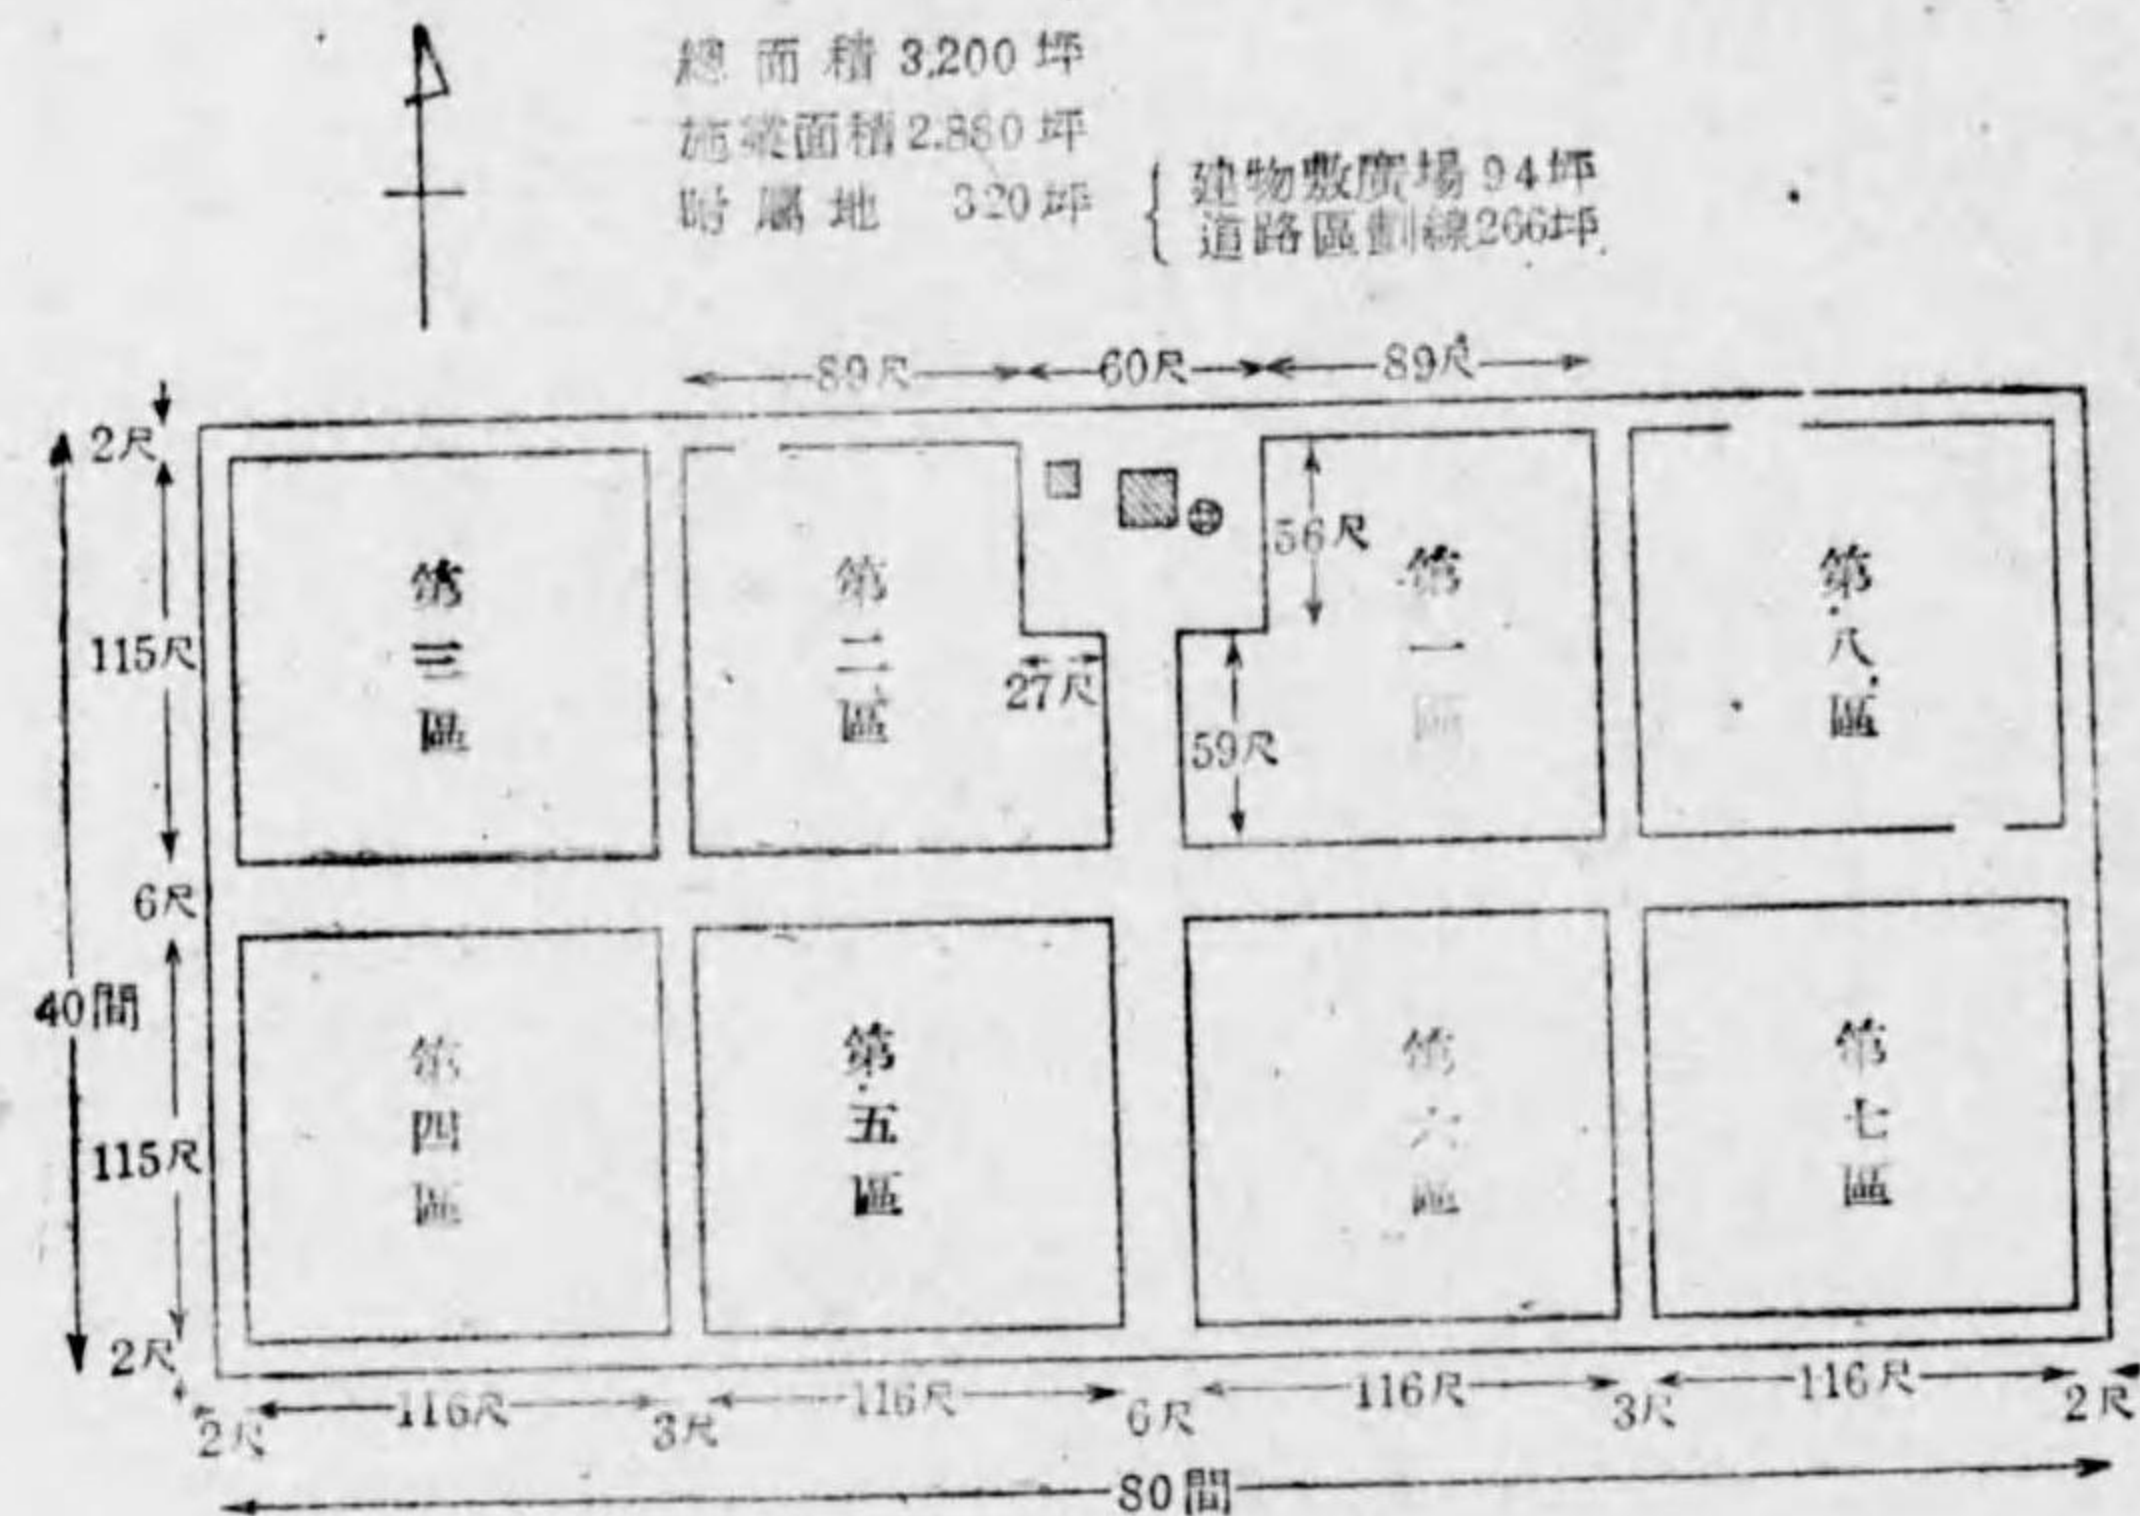 總面積 3,200 坪
施業面積 2.880 坪
附屬地 320 坪
建物敷廣場 94坪
道路區劃線266坪
89尺
60尺
89尺
2尺
115尺
6尺
40間
115尺
2尺
第三區
第二區
27尺
56尺
59尺
第一區
第八區
第四區
第五區
第六區
第七區
2尺
116尺
3尺
116尺
6尺
116尺
3尺
116尺
2尺
80間